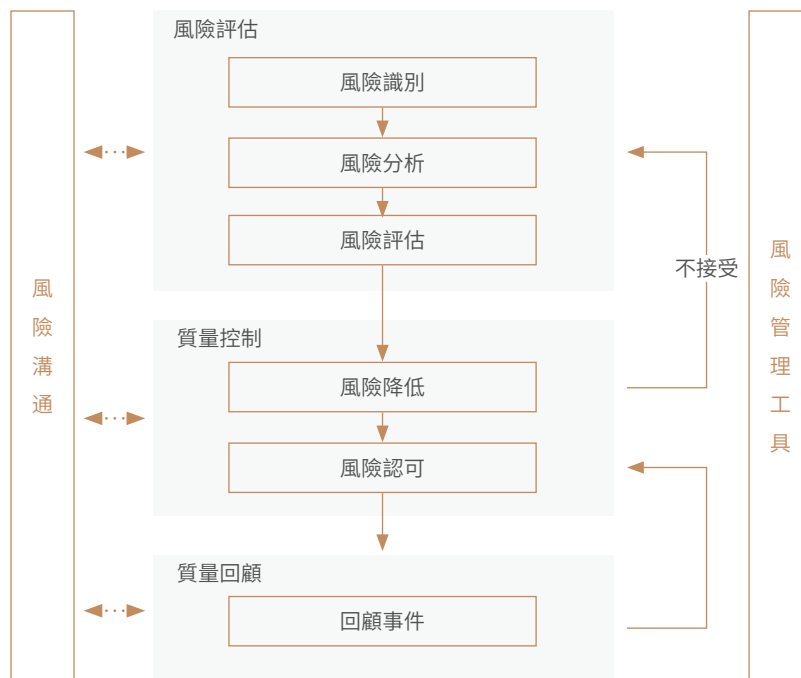 風險溝通
風險評估
風險識別
風險分析
風險評估
質量控制
風險降低
風險認可
質量回顧
回顧事件
不接受
風險管理工具